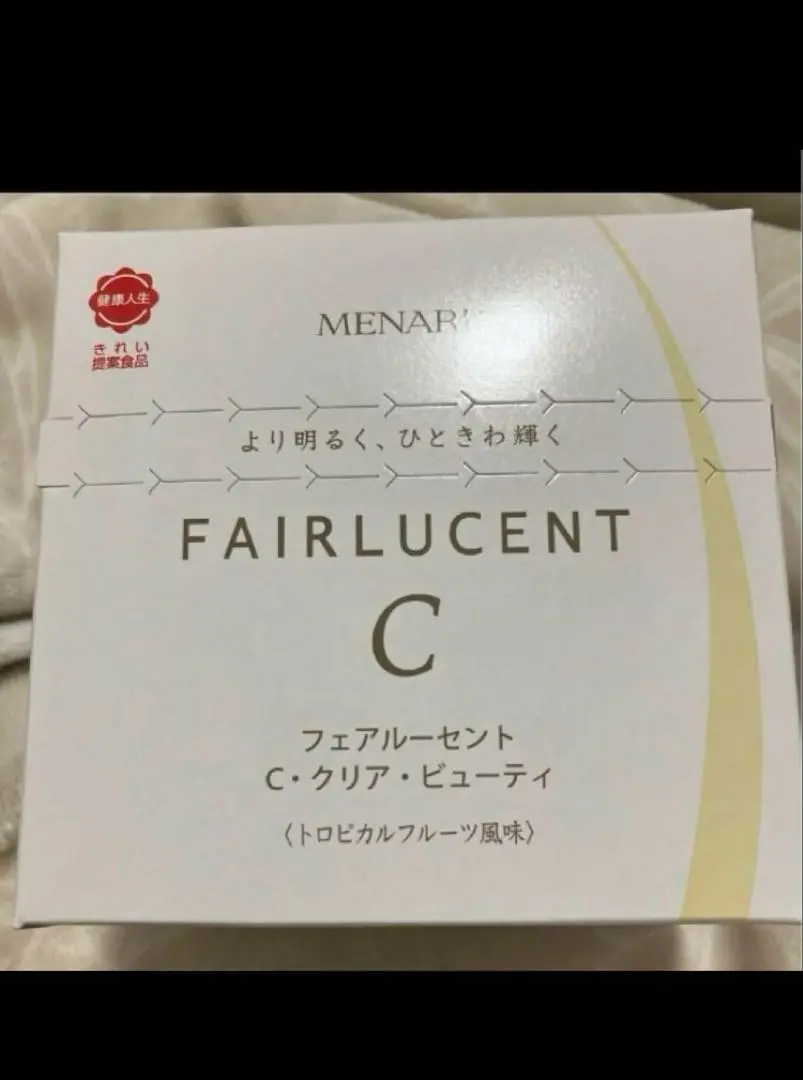 健康人生
きれい
提案食品
より明るく、ひときわ輝く
FAIRLUCENT
C
フェアルーセント
C・クリア・ビューティ
〈トロピカルフルーツ風味〉